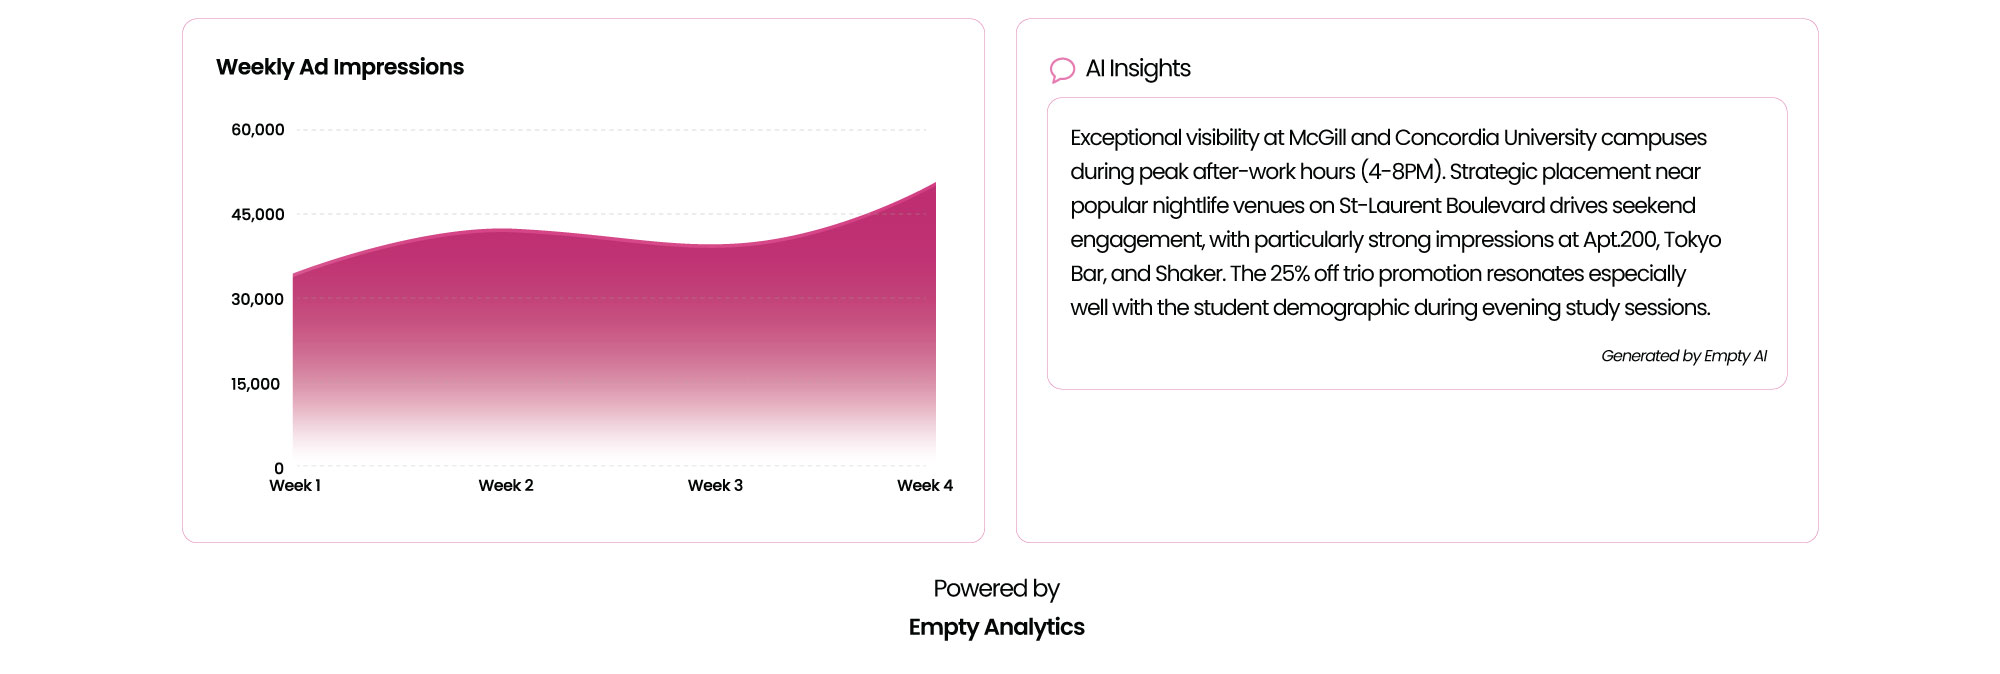 Weekly Ad Impressions
60,000
45,000
30,000
15,000
0
Week 1 Week 2 Week 3 Week 4
AI Insights
Exceptional visibility at McGill and Concordia University campuses
during peak after-work hours (4-8PM). Strategic placement near
popular nightlife venues on St-Laurent Boulevard drives seekend
engagement, with particularly strong impressions at Apt.200, Tokyo
Bar, and Shaker. The 25% off trio promotion resonates especially
well with the student demographic during evening study sessions.
Generated by Empty AI
Powered by
Empty Analytics